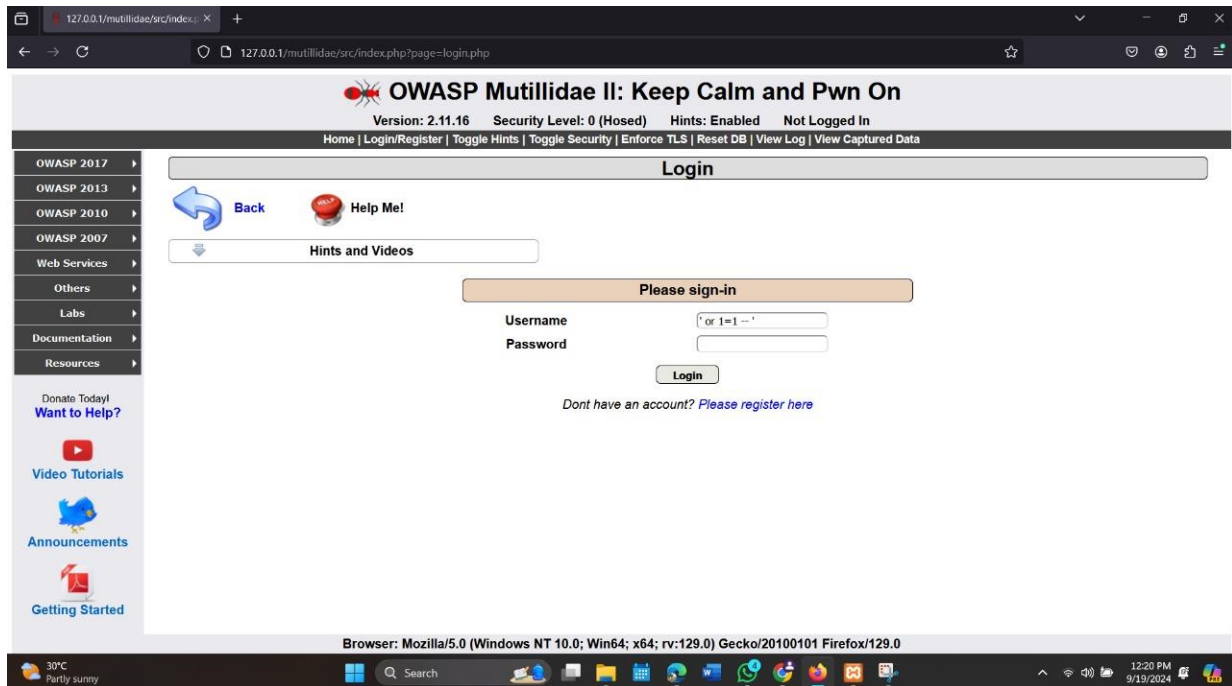 127.0.0.1/mutillidae/src/index.p
127.0.0.1/mutillidae/src/index.php?page=login.php
OWASP Mutillidae II: Keep Calm and Pwn On
Version: 2.11.16 Security Level: 0 (Hosed) Hints: Enabled Not Logged In
Home | Login/Register | Toggle Hints | Toggle Security | Enforce TLS | Reset DB | View Log | View Captured Data
OWASP 2017
OWASP 2013
OWASP 2010
OWASP 2007
Web Services
Others
Labs
Documentation
Resources
Donate Today!
Want to Help?
Video Tutorials
Announcements
Getting Started
Login
Back
HELP
Help Me!
Hints and Videos
Please sign-in
Username ' or 1=1 -- '
Password
Login
Dont have an account? Please register here
Browser: Mozilla/5.0 (Windows NT 10.0; Win64; x64; rv:129.0) Gecko/20100101 Firefox/129.0
30°C
Partly sunny
Search
12:20 PM
9/19/2024